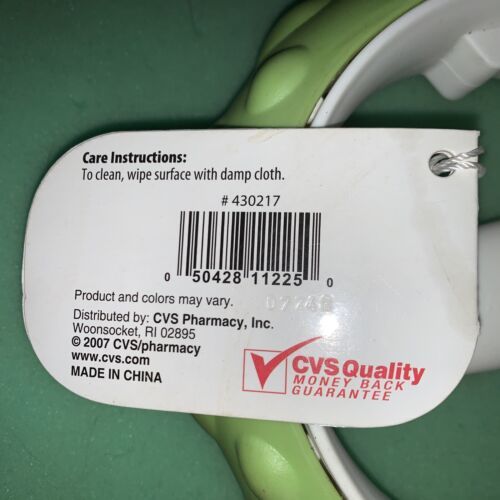 Care Instructions:
To clean, wipe surface with damp cloth.
# 430217
0 50428 11225 0
Product and colors may vary.
Distributed by: CVS Pharmacy, Inc.
Woonsocket, RI 02895
© 2007 CVS/pharmacy
www.cvs.com
MADE IN CHINA
CVS Quality
MONEY BACK
GUARANTEE